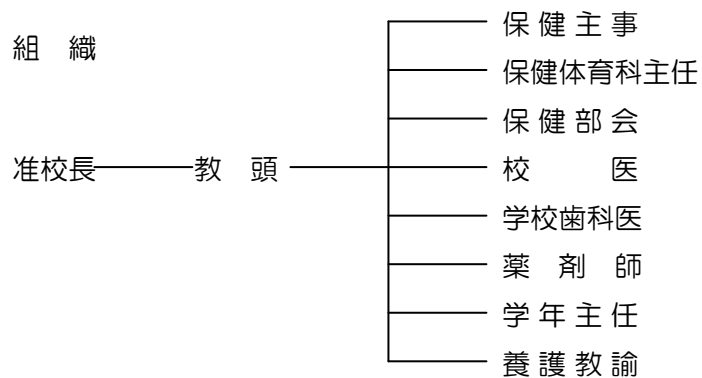 組　織
准校長
教　頭
保 健 主 事
保健体育科主任
保 健 部 会
校　　　医
学校歯科医
薬　剤　師
学 年 主 任
養 護 教 諭